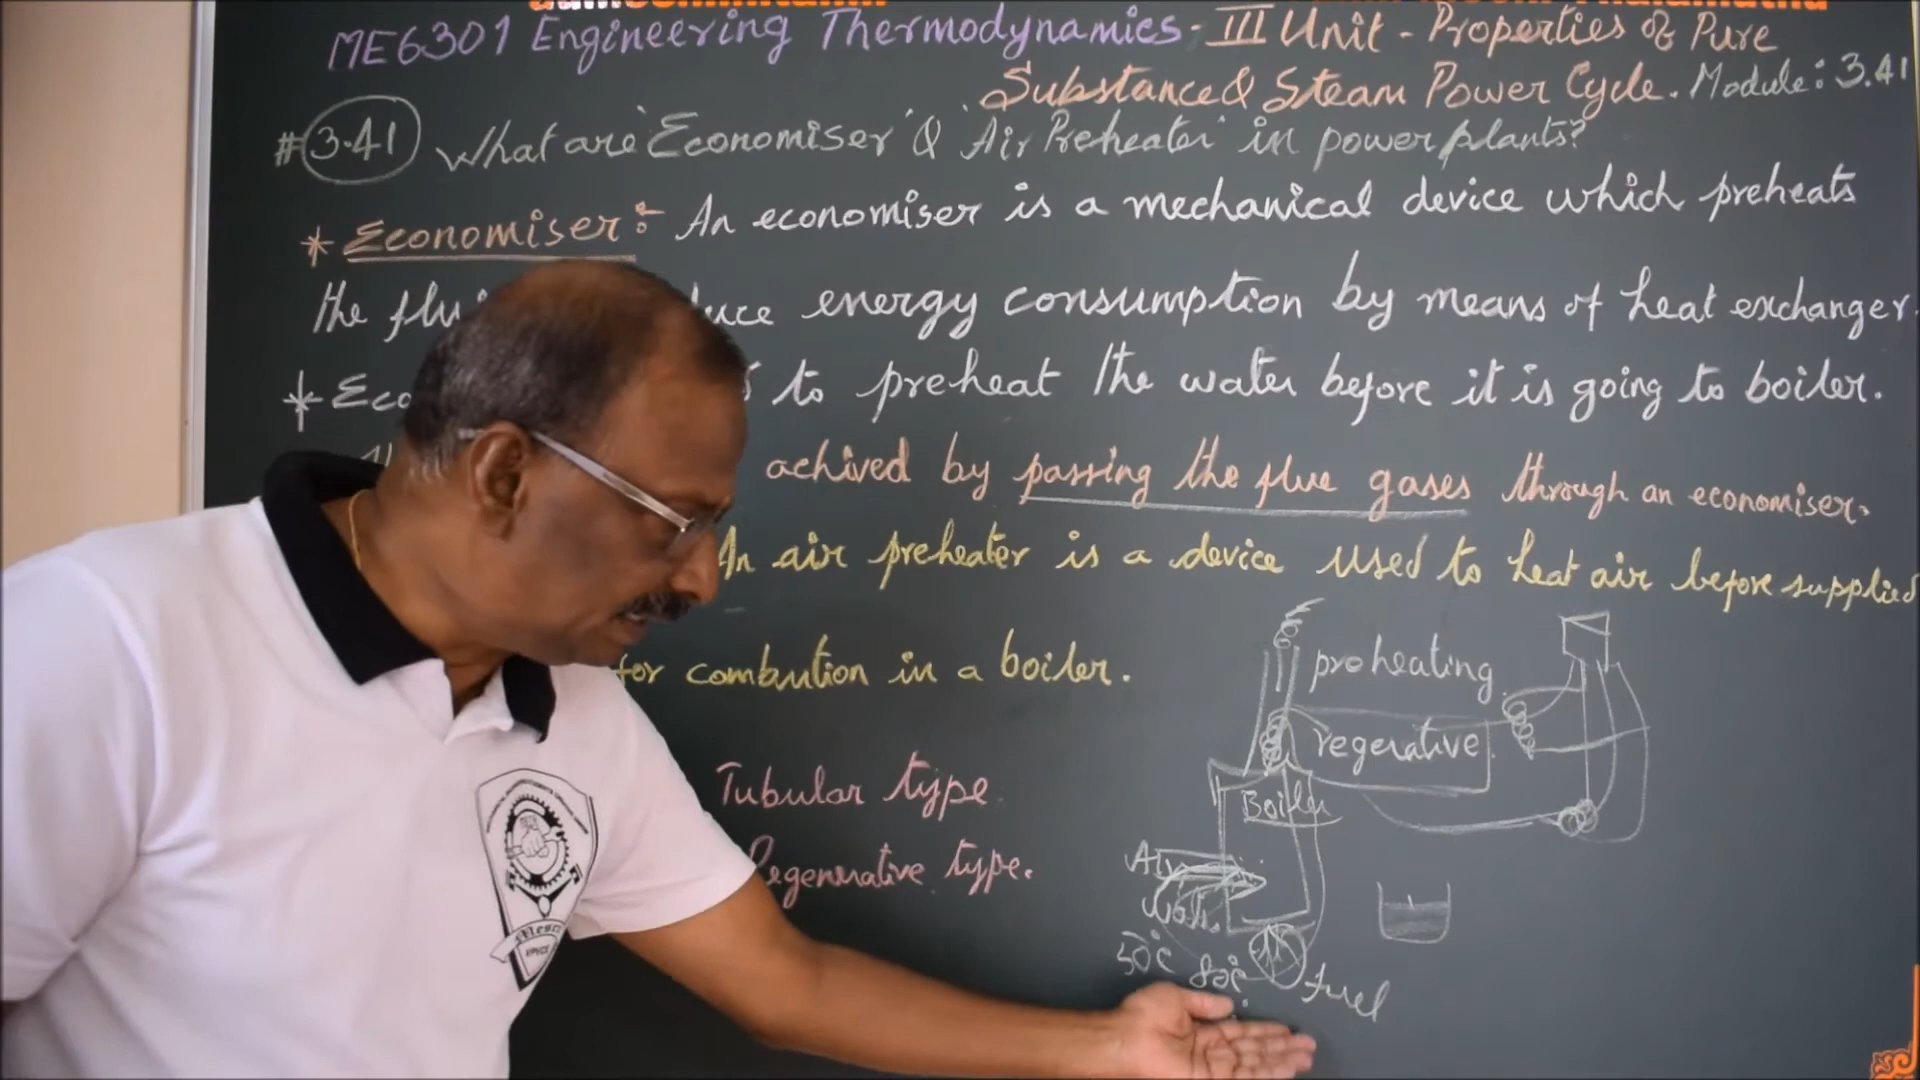 ME6301 Engineering Thermodynamics - III Unit - Properties of Pure
Substance & Steam Power Cycle. Module: 3.41
# 3.41 What are 'Economiser' & 'Air Preheater' in power plants?
* Economiser:- An economiser is a mechanical device which preheats
the energy consumption by means of heat exchanger.
* to preheat the water before it is going to boiler.
achived by passing the flue gases through an economiser.
An air preheater is a device used to heat air before supplied
for combution in a boiler.
preheating
regerative
Boiler
Tubular type
Regenerative type.
Air
Water
50°C 80°C fuel